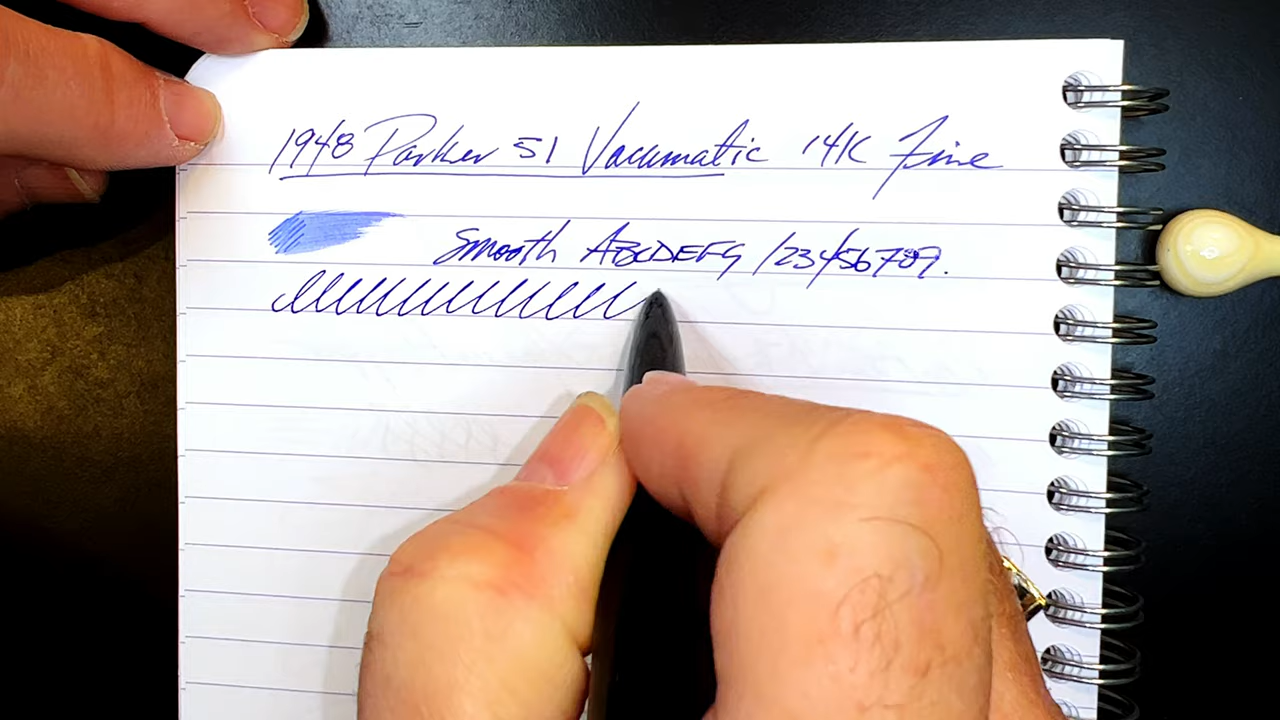 1948 Parker 51 Vacumatic 14K Fine
Smooth ABCDEFG 123456789.